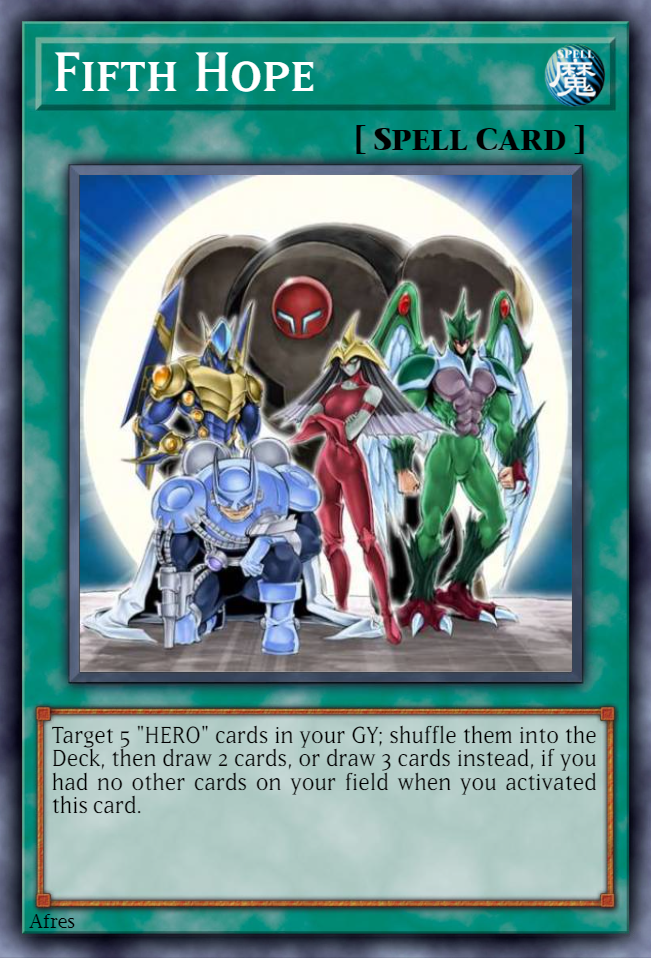 Fifth Hope
SPELL
魔
[ Spell Card ]
Target 5 "HERO" cards in your GY; shuffle them into the
Deck, then draw 2 cards, or draw 3 cards instead, if you
had no other cards on your field when you activated
this card.
Afres